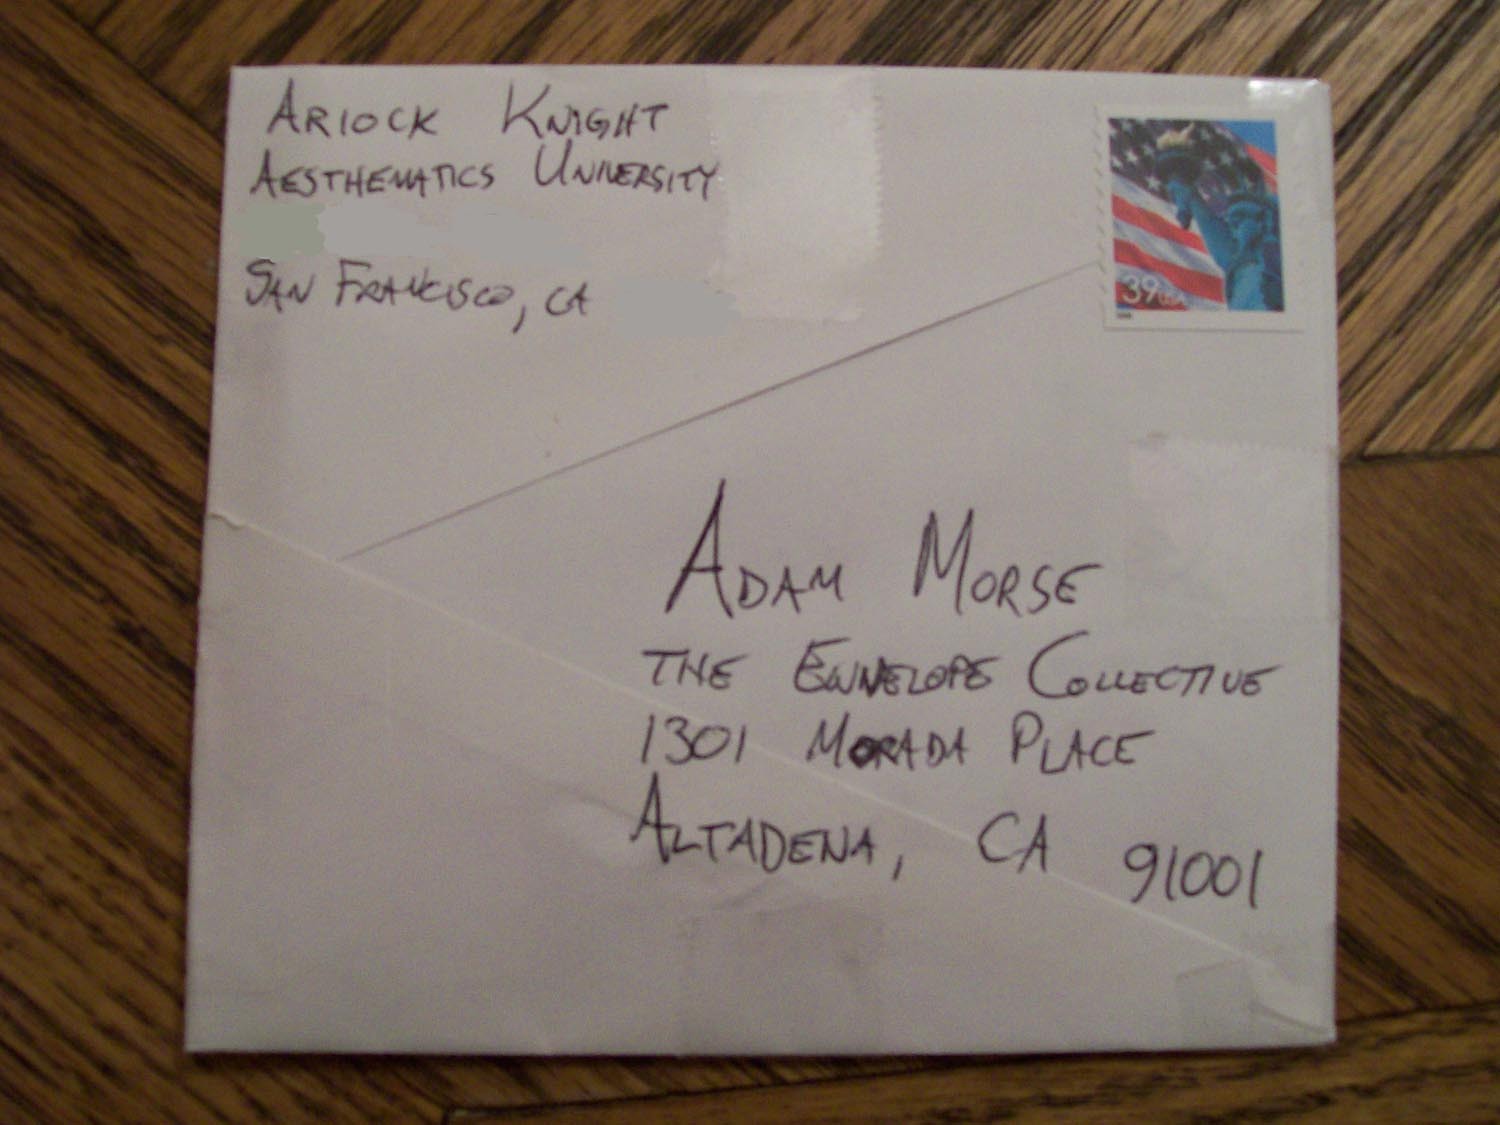 ARIOCK KNIGHT
AESTHEMATICS UNIVERSITY
SAN FRANCISCO, CA
39 USA
ADAM MORSE
THE ENVELOPE COLLECTIVE
1301 MORADA PLACE
ALTADENA, CA 91001